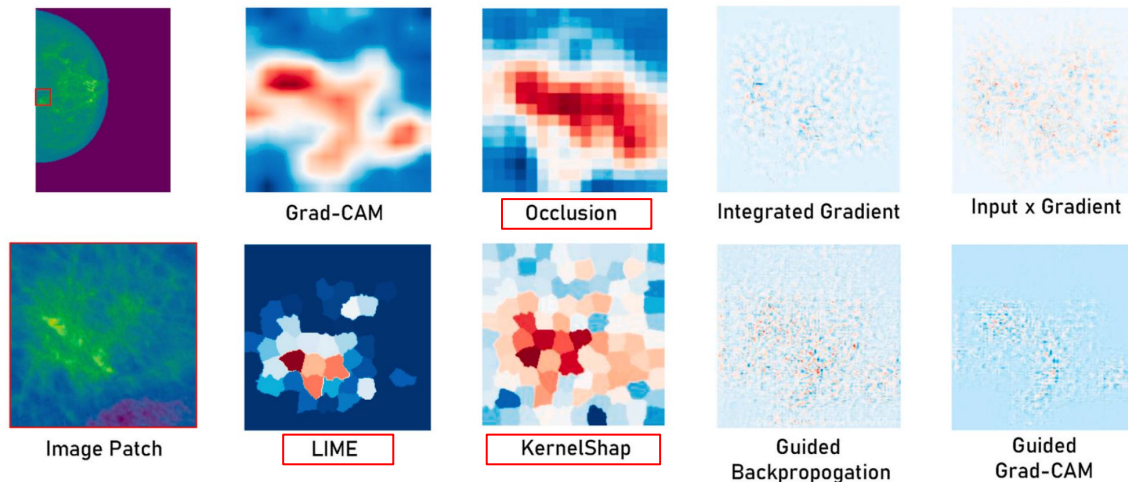 Grad-CAM
Occlusion
Integrated Gradient
Input x Gradient
Image Patch
LIME
KernelShap
Guided
Backpropogation
Guided
Grad-CAM